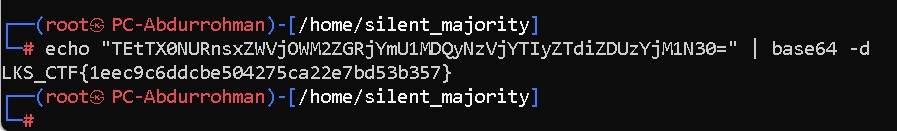 ┌──(root㉿PC-Abdurrohman)-[/home/silent_majority]
└─# echo "TEtTX0NURnsxZWVjOWM2ZGRjYmU1MDQyNzVjYTIyZTdiZDUzYjM1N30=" | base64 -d
LKS_CTF{1eec9c6ddcbe504275ca22e7bd53b357}
┌──(root㉿PC-Abdurrohman)-[/home/silent_majority]
└─#